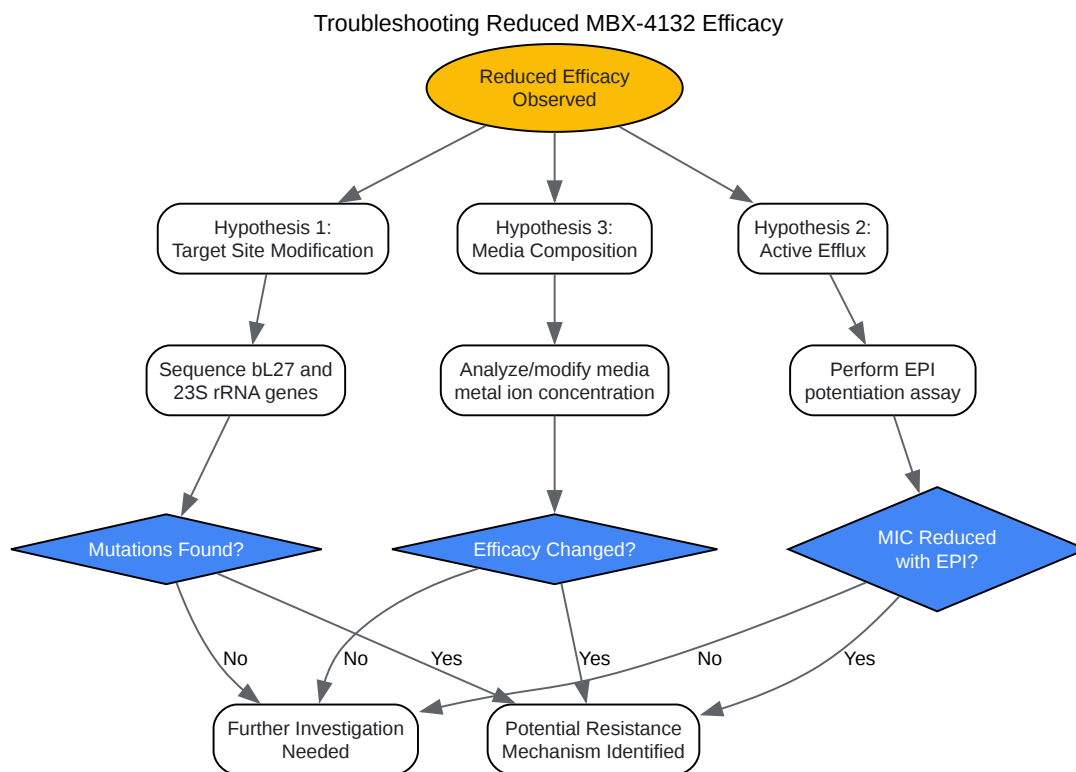 Troubleshooting Reduced MBX-4132 Efficacy
Reduced Efficacy
Observed
Hypothesis 1:
Target Site Modification
Hypothesis 3:
Media Composition
Hypothesis 2:
Active Efflux
Sequence bL27 and
23S rRNA genes
Analyze/modify media
metal ion concentration
Perform EPI
potentiation assay
Mutations Found?
Efficacy Changed?
MIC Reduced
with EPI?
No
No
Yes
Yes
No
Yes
Further Investigation
Needed
Potential Resistance
Mechanism Identified